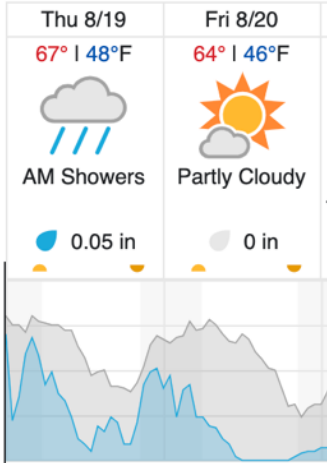 Thu 8/19
67° | 48°F
AM Showers
0.05 in
Fri 8/20
64° | 46°F
Partly Cloudy
0 in